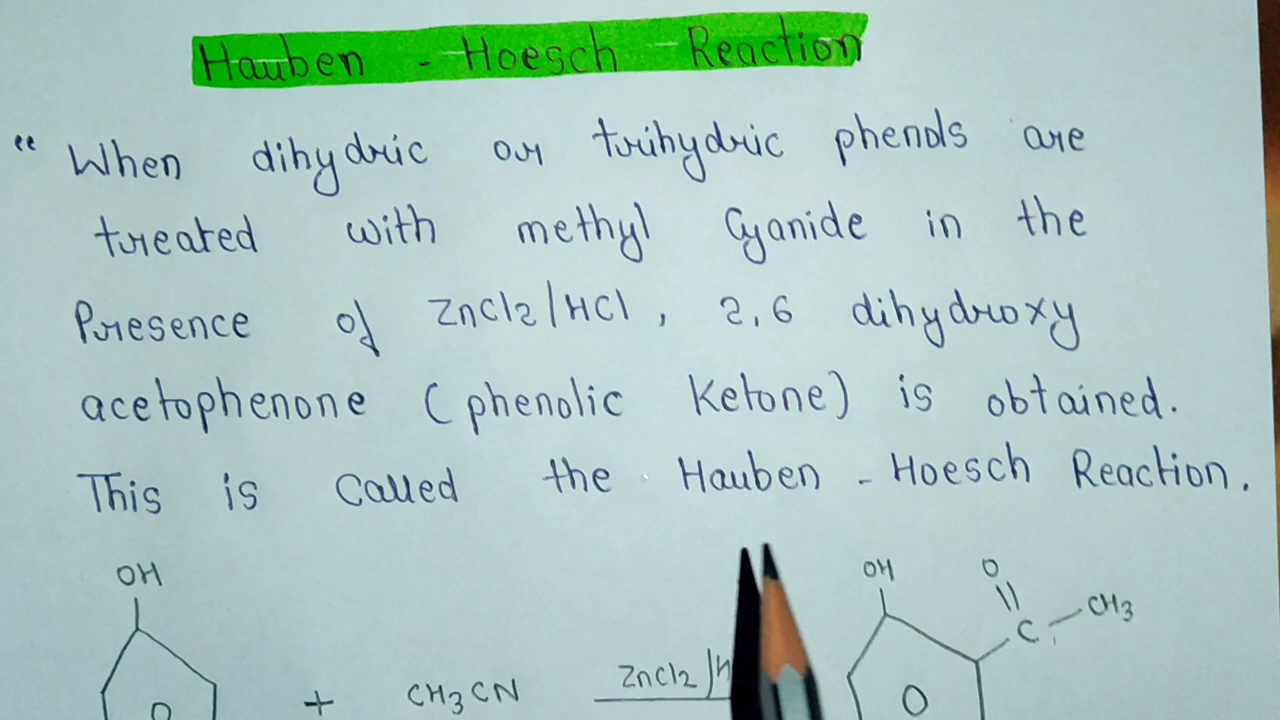 Hauben - Hoesch Reaction
" When dihydric or trihydric phenols are
treated with methyl Cyanide in the
Presence of ZnCl2/HCl, 2,6 dihydroxy
acetophenone (phenolic Ketone) is obtained.
This is Called the Hauben - Hoesch Reaction.
OH OH O
C CH3
+ CH3CN ZnCl2/H